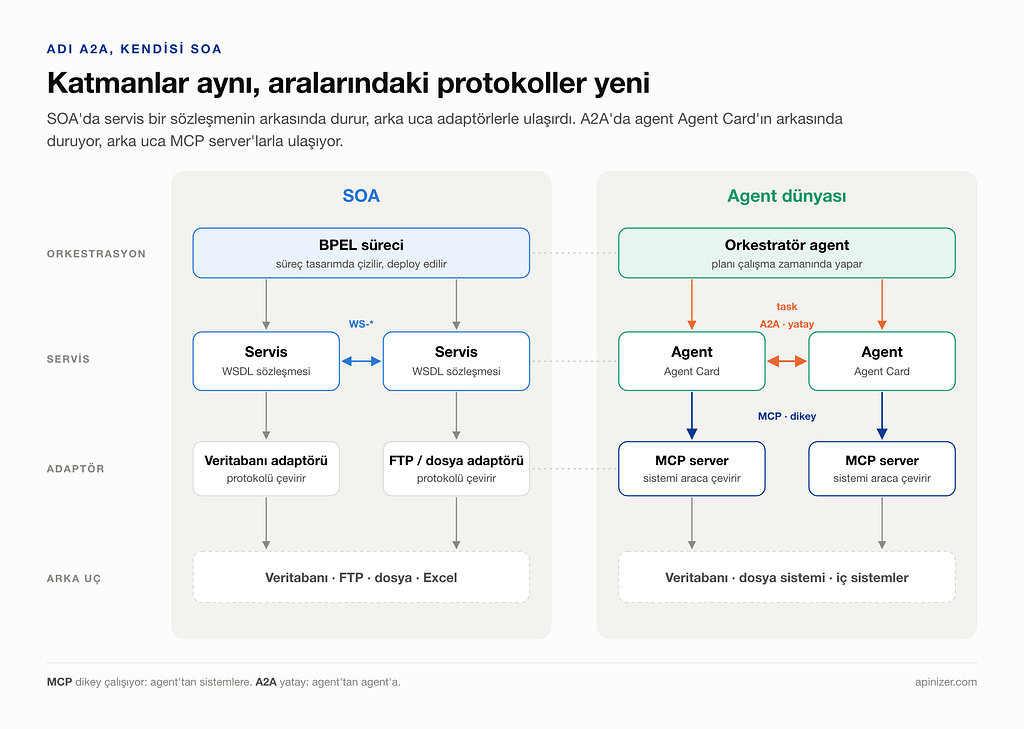 ADI A2A, KENDİSİ SOA
Katmanlar aynı, aralarındaki protokoller yeni
SOA'da servis bir sözleşmenin arkasında durur, arka uca adaptörlerle ulaşırdı. A2A'da agent Agent Card'ın arkasında
duruyor, arka uca MCP server'larla ulaşıyor.
SOA
Agent dünyası
ORKESTRASYON
BPEL süreci
süreç tasarımda çizilir, deploy edilir
Orkestratör agent
planı çalışma zamanında yapar
WS-*
task
A2A · yatay
SERVİS
Servis
WSDL sözleşmesi
Servis
WSDL sözleşmesi
Agent
Agent Card
Agent
Agent Card
MCP · dikey
ADAPTÖR
Veritabanı adaptörü
protokolü çevirir
FTP / dosya adaptörü
protokolü çevirir
MCP server
sistemi araca çevirir
MCP server
sistemi araca çevirir
ARKA UÇ
Veritabanı · FTP · dosya · Excel
Veritabanı · dosya sistemi · iç sistemler
MCP dikey çalışıyor: agent'tan sistemlere. A2A yatay: agent'tan agent'a.
apinizer.com